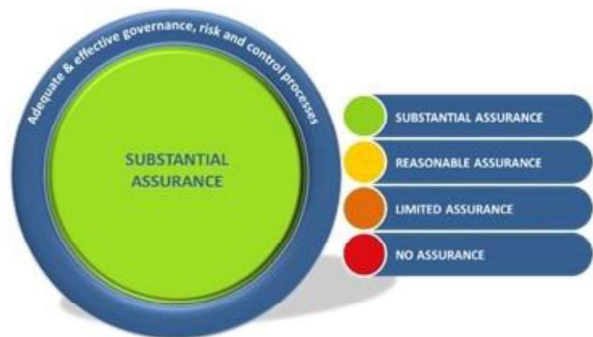 Adequate & effective governance, risk and control processes
SUBSTANTIAL
ASSURANCE
SUBSTANTIAL ASSURANCE
REASONABLE ASSURANCE
LIMITED ASSURANCE
NO ASSURANCE